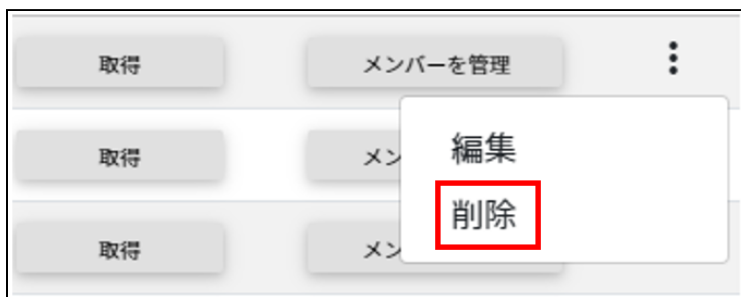 取得 メンバーを管理
編集
取得 メン
削除
取得 メン